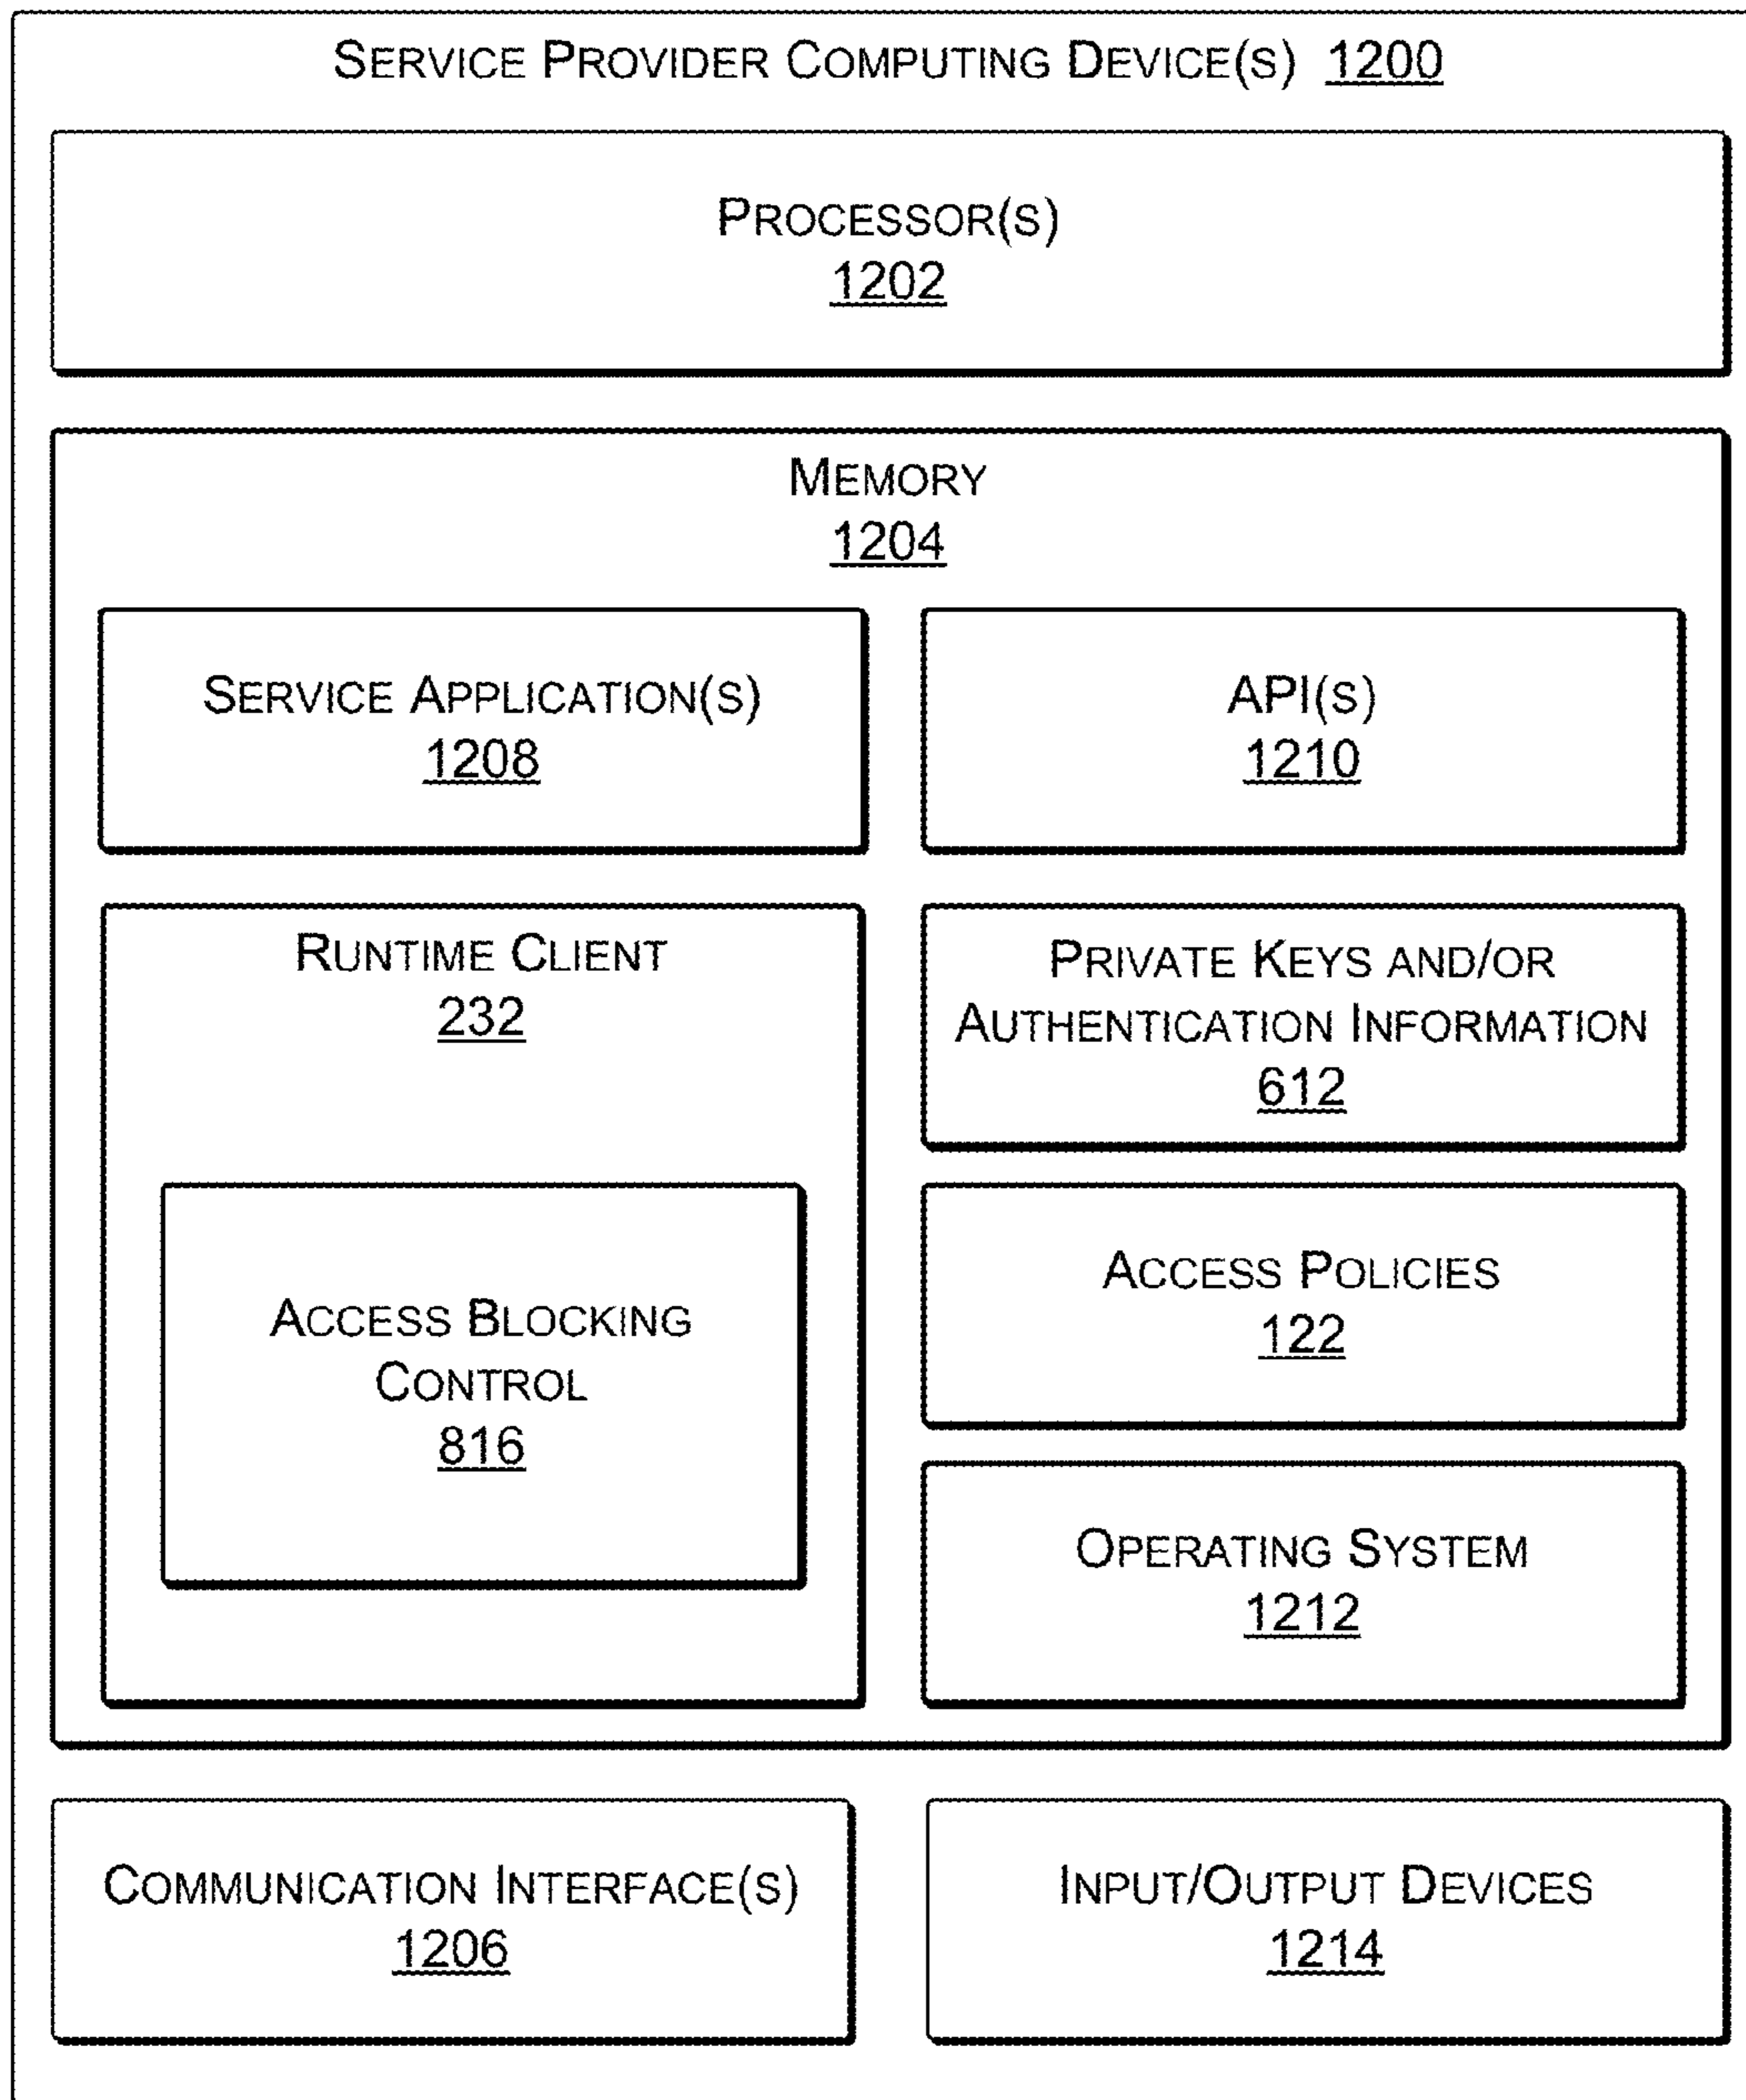 SERVICE PROVIDER COMPUTING DEVICE(S) 1200
PROCESSOR(S)
1202
MEMORY
1204
SERVICE APPLICATION(S)
1208
API(S)
1210
RUNTIME CLIENT
232
ACCESS BLOCKING
CONTROL
816
PRIVATE KEYS AND/OR
AUTHENTICATION INFORMATION
612
ACCESS POLICIES
122
OPERATING SYSTEM
1212
COMMUNICATION INTERFACE(S)
1206
INPUT/OUTPUT DEVICES
1214